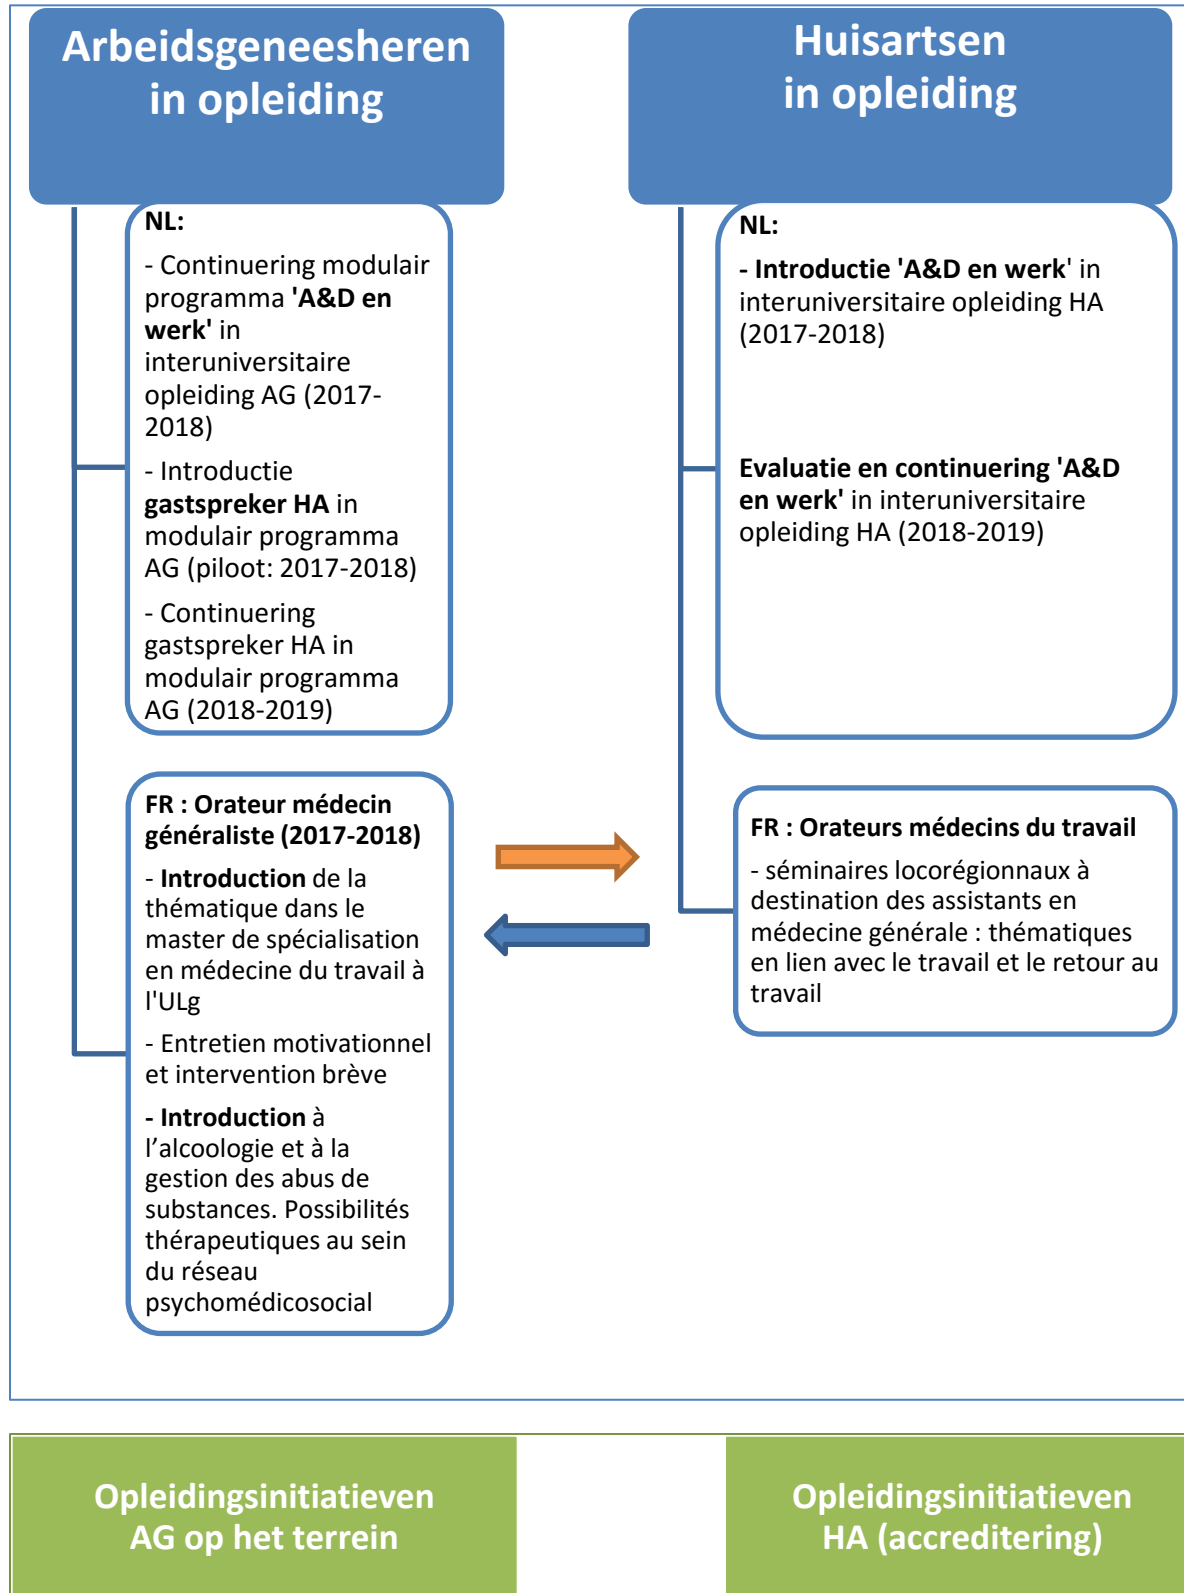 Arbeidsgeneesheren
in opleiding
NL:
- Continuering modulair
programma 'A&D en
werk' in
interuniversitaire
opleiding AG (2017-
2018)
- Introductie
gastspreker HA in
modulair programma
AG (piloot: 2017-2018)
- Continuering
gastspreker HA in
modulair programma
AG (2018-2019)
FR : Orateur médecin
généraliste (2017-2018)
- Introduction de la
thématique dans le
master de spécialisation
en médecine du travail à
l'ULg
- Entretien motivationnel
et intervention brève
- Introduction à
l’alcoologie et à la
gestion des abus de
substances. Possibilités
thérapeutiques au sein
du réseau
psychomédicosocial
Huisartsen
in opleiding
NL:
- Introductie 'A&D en werk' in
interuniversitaire opleiding HA
(2017-2018)
Evaluatie en continuering 'A&D
en werk' in interuniversitaire
opleiding HA (2018-2019)
FR : Orateurs médecins du travail
- séminaires locorégionnaux à
destination des assistants en
médecine générale : thématiques
en lien avec le travail et le retour au
travail
Opleidingsinitiatieven
AG op het terrein
Opleidingsinitiatieven
HA (accreditering)